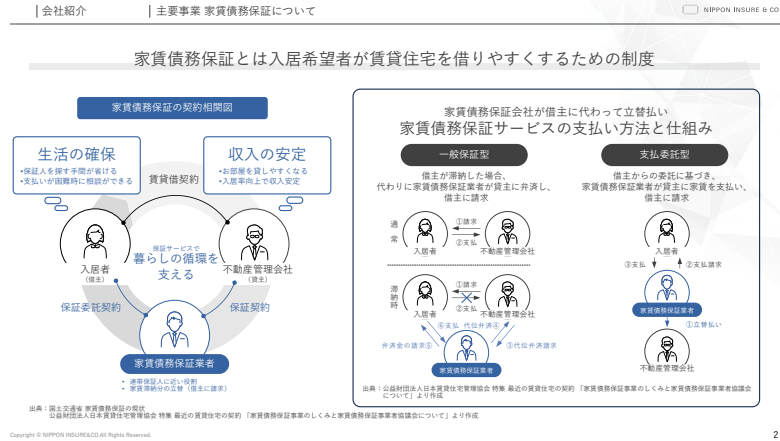 会社紹介
主要事業 家賃債務保証について
NIPPON INSURE & CO
家賃債務保証とは入居希望者が賃貸住宅を借りやすくするための制度
家賃債務保証の契約相関図
生活の確保
•保証人を探す手間が省ける
•支払いが困難時に相談ができる
収入の安定
•お部屋を貸しやすくなる
•入居率向上で収入安定
賃貸借契約
入居者
(借主)
保証サービスで
暮らしの循環を
支える
不動産管理会社
(貸主)
保証委託契約
保証契約
家賃債務保証業者
• 連帯保証人に近い役割
• 家賃滞納分の立替(借主に請求)
出典:国土交通省 家賃債務保証の現状
公益財団法人日本賃貸住宅管理協会 特集 最近の賃貸住宅の契約 「家賃債務保証事業のしくみと家賃債務保証事業者協議会について」より作成
家賃債務保証会社が借主に代わって立替払い
家賃債務保証サービスの支払い方法と仕組み
一般保証型
借主が滞納した場合、
代わりに家賃債務保証業者が貸主に弁済し、
借主に請求
通常
①請求
②支払
入居者
不動産管理会社
滞納時
①請求
②支払
入居者
不動産管理会社
⑥支払 代位弁済④
弁済金の請求⑤
③代位弁済請求
家賃債務保証業者
支払委託型
借主からの委託に基づき、
家賃債務保証業者が貸主に家賃を支払い、
借主に請求
入居者
③支払
②支払請求
家賃債務保証業者
①立替払い
不動産管理会社
出典:公益財団法人日本賃貸住宅管理協会 特集 最近の賃貸住宅の契約 「家賃債務保証事業のしくみと家賃債務保証事業者協議会
について」より作成
Copyright © NIPPON INSURE&CO.All Rights Reserved.
2